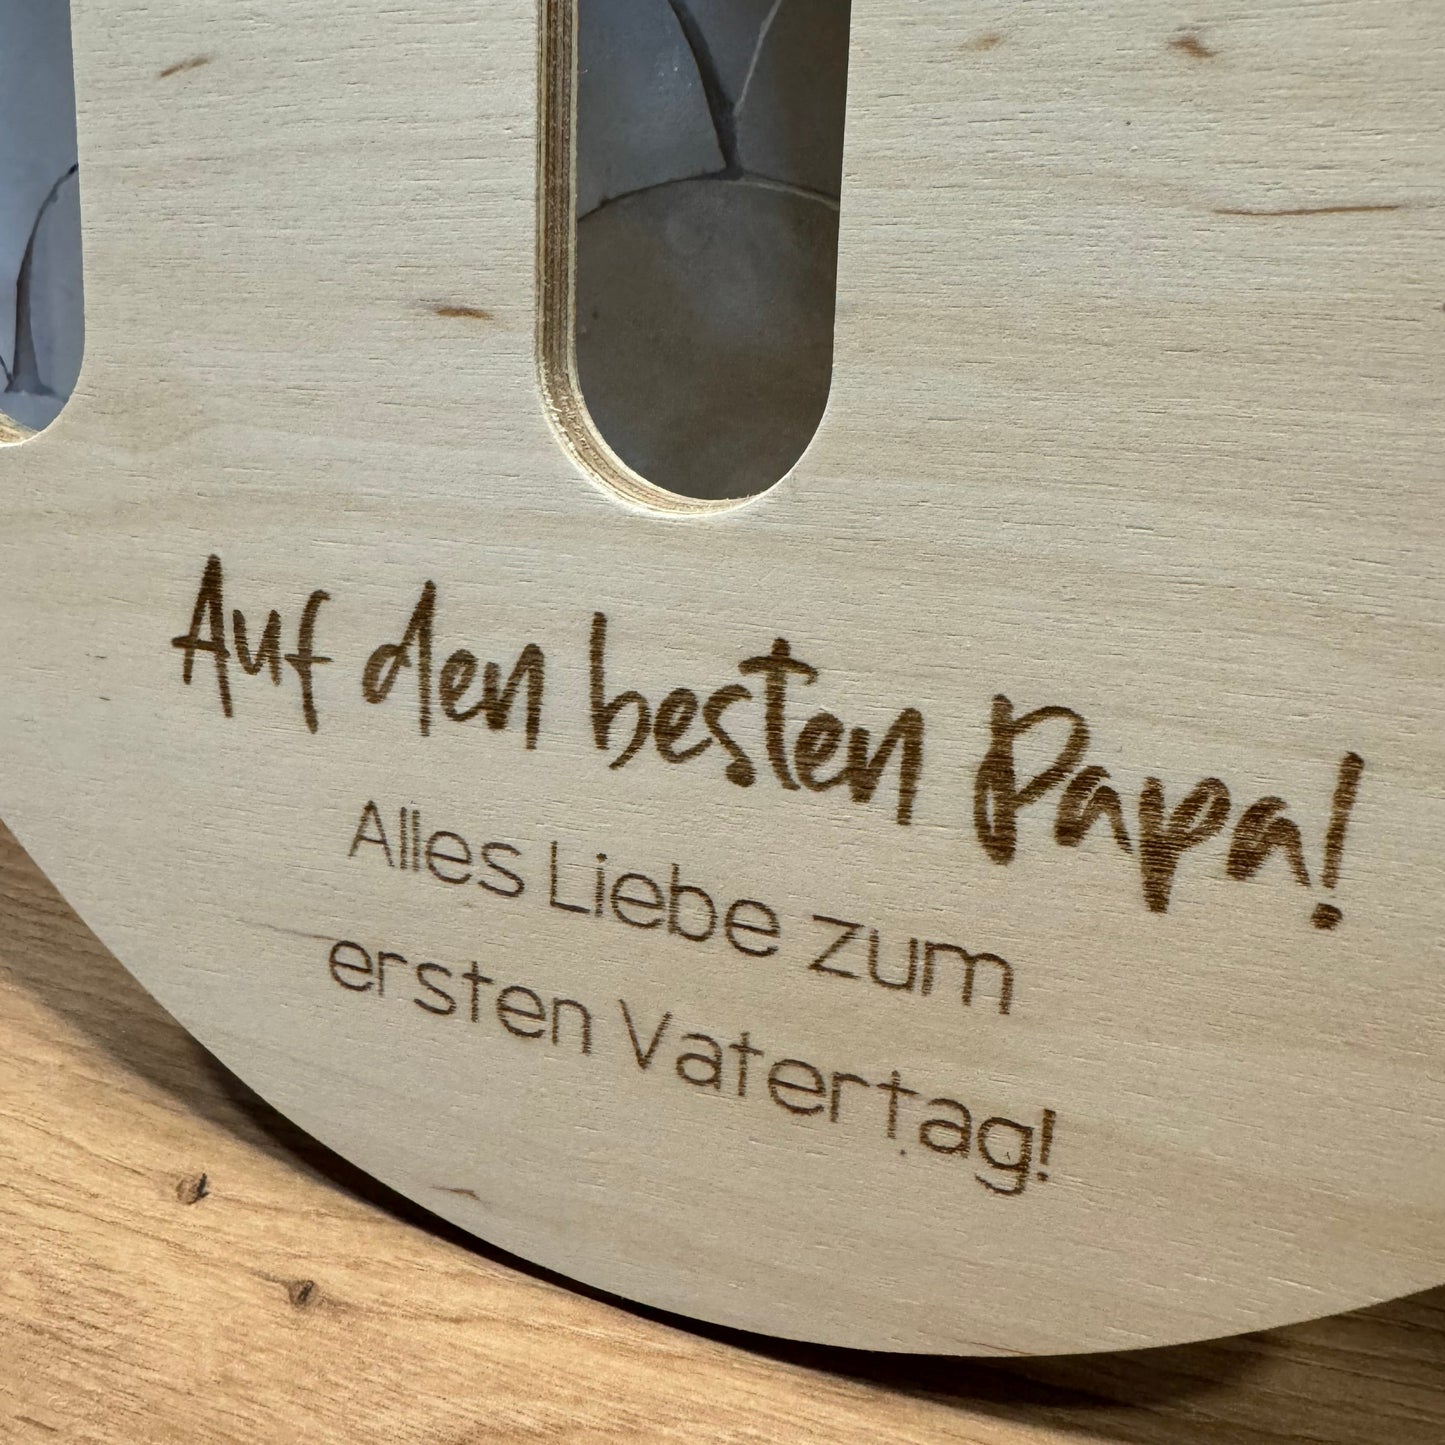 Auf den besten Papa!
Alles Liebe zum
ersten Vatertag!